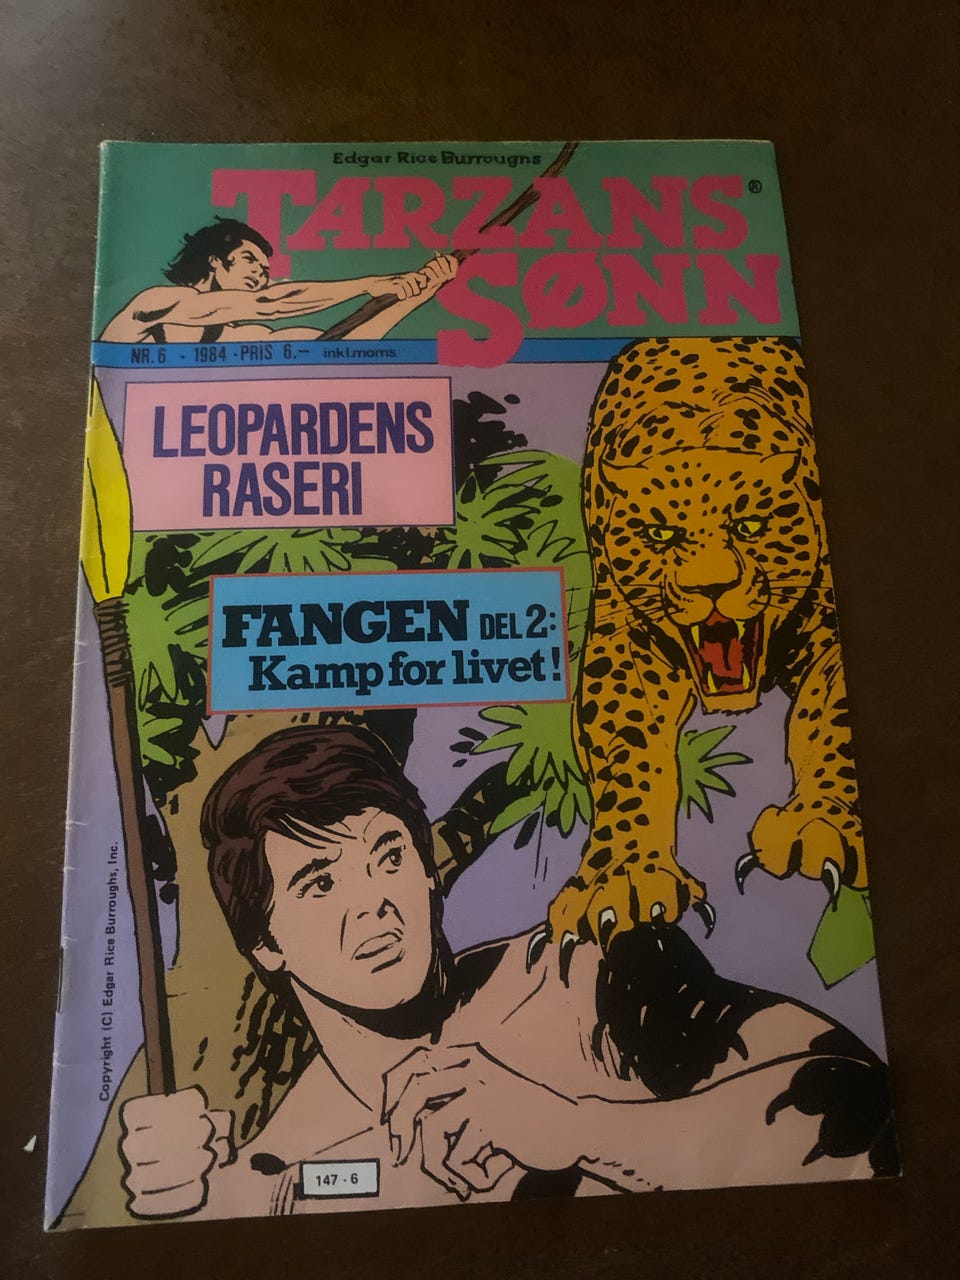 Edgar Rice Burroughs
TARZANS®
SØNN
NR. 6 - 1984 - PRIS 6,- inkl.moms
LEOPARDENS
RASERI
FANGEN DEL 2:
Kamp for livet!
Copyright (C) Edgar Rice Burroughs, Inc.
147 - 6